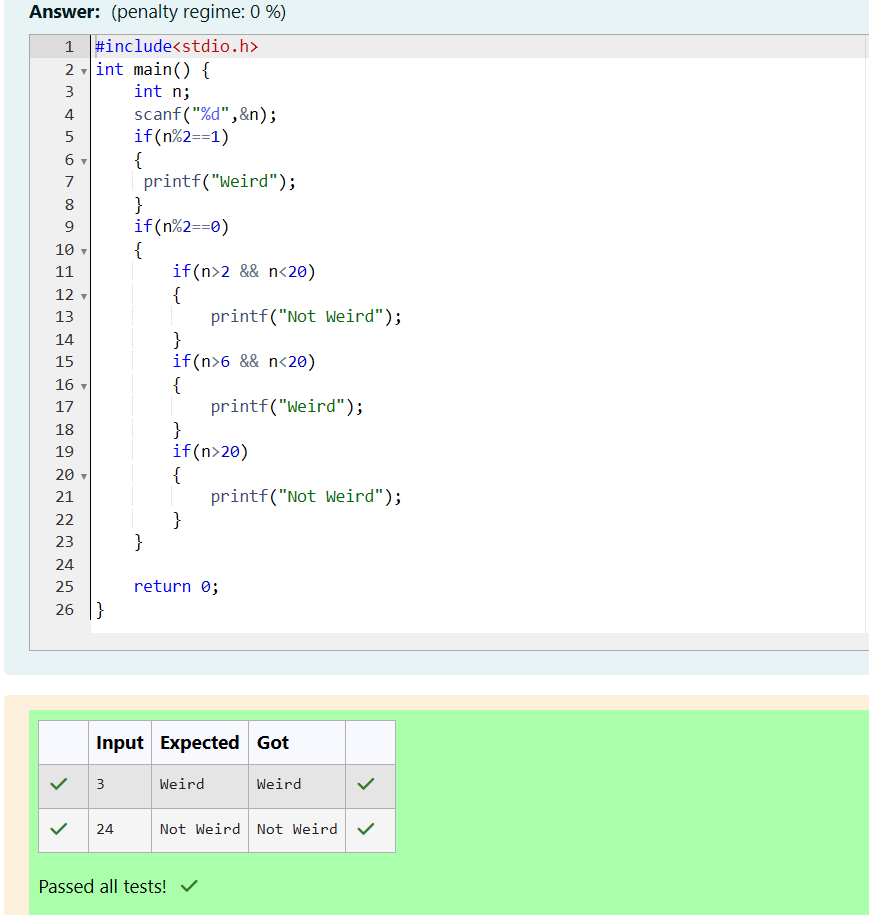 Answer: (penalty regime: 0 %)
1 #include<stdio.h>
2 int main() {
3     int n;
4     scanf("%d",&n);
5     if(n%2==1)
6     {
7      printf("Weird");
8     }
9     if(n%2==0)
10     {
11         if(n>2 && n<20)
12         {
13             printf("Not Weird");
14         }
15         if(n>6 && n<20)
16         {
17             printf("Weird");
18         }
19         if(n>20)
20         {
21             printf("Not Weird");
22         }
23     }
24
25     return 0;
26 }
Input Expected Got
3 Weird Weird
24 Not Weird Not Weird
Passed all tests!